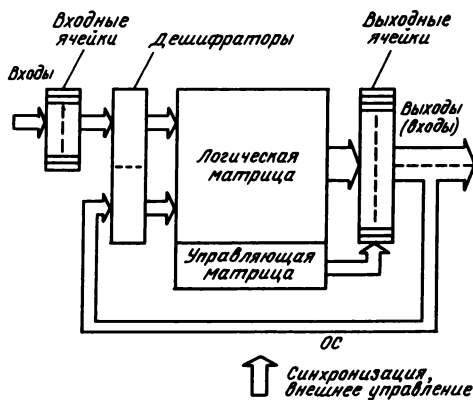 Входные
ячейки
Дешифраторы
Выходные
ячейки
Входы
Выходы
(входы)
Логическая
матрица
Управляющая
матрица
ОС
Синхронизация,
внешнее управление